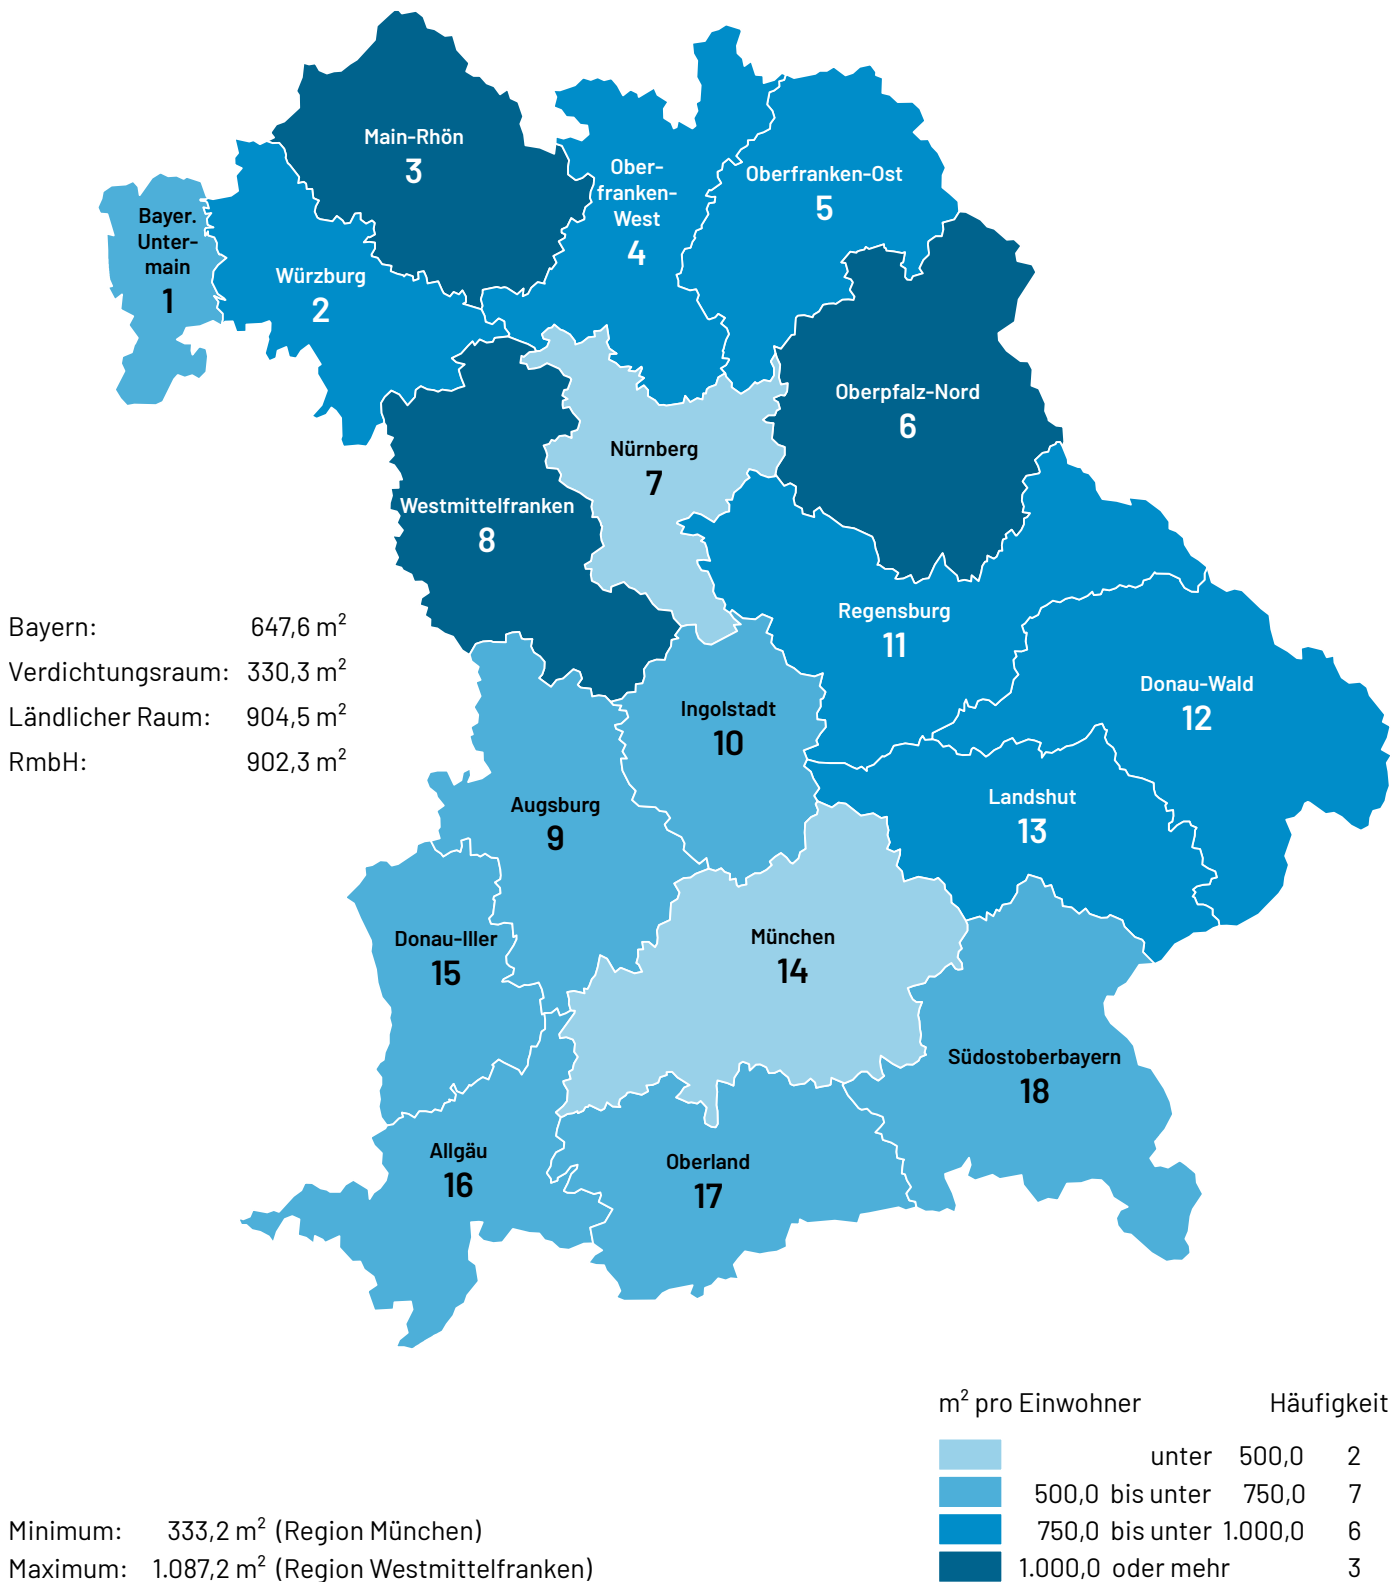 Main-Rhön
3
Ober-
franken-
West
4
Oberfranken-Ost
5
Bayer.
Unter-
main
1
Würzburg
2
Oberpfalz-Nord
6
Nürnberg
7
Westmittelfranken
8
Regensburg
11
Bayern: 647,6 m²
Verdichtungsraum: 330,3 m²
Ländlicher Raum: 904,5 m²
RmbH: 902,3 m²
Donau-Wald
12
Ingolstadt
10
Landshut
13
Augsburg
9
München
14
Donau-Iller
15
Südostoberbayern
18
Allgäu
16
Oberland
17
m² pro Einwohner Häufigkeit
unter 500,0 2
500,0 bis unter 750,0 7
750,0 bis unter 1.000,0 6
1.000,0 oder mehr 3
Minimum: 333,2 m² (Region München)
Maximum: 1.087,2 m² (Region Westmittelfranken)